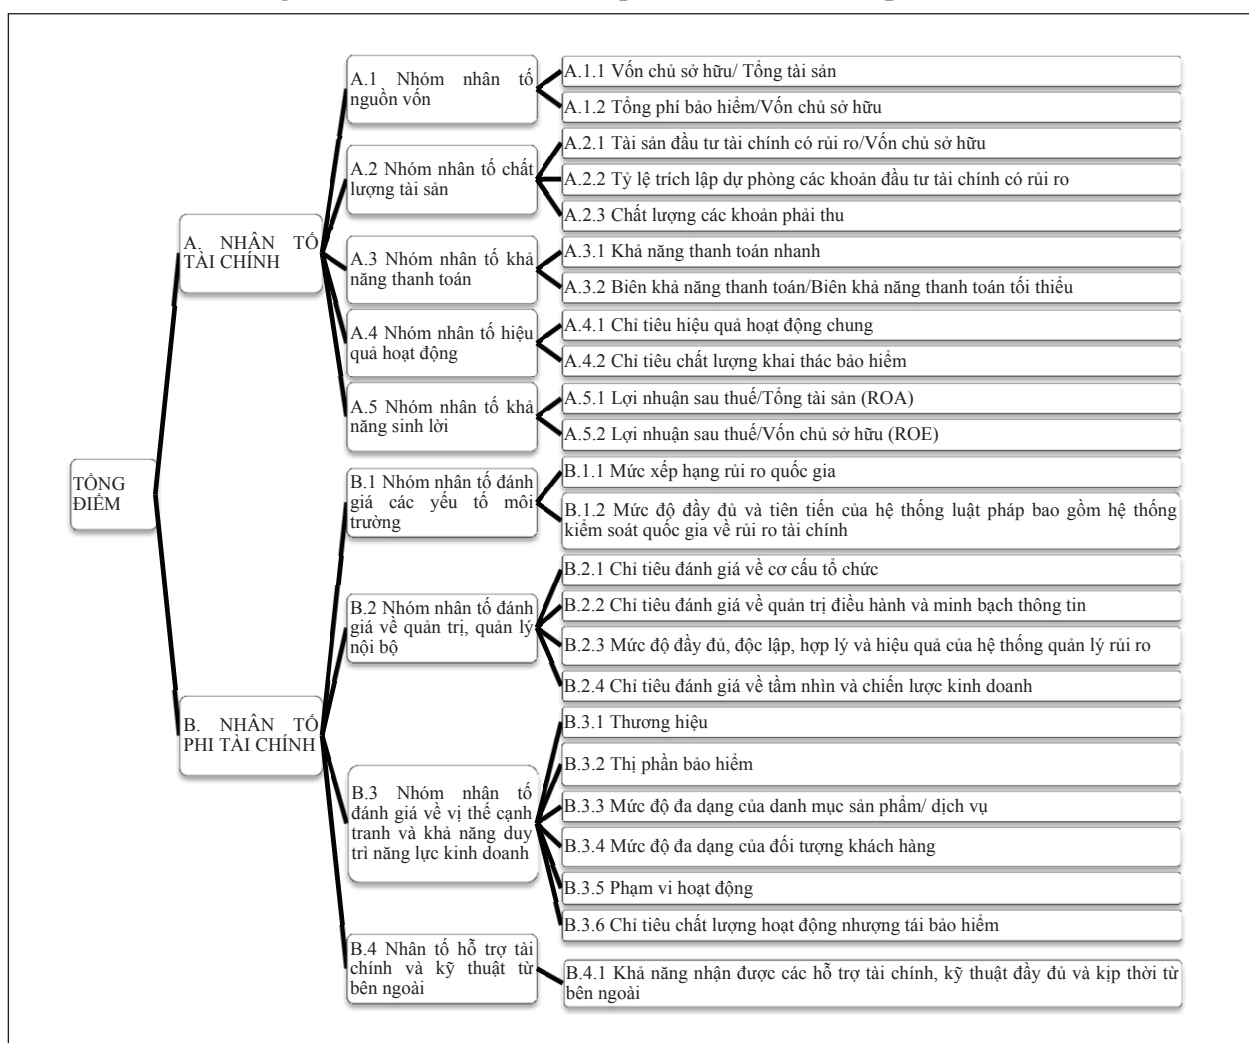 TỔNG
ĐIỂM
A. NHÂN TỐ
TÀI CHÍNH
A.1 Nhóm nhân tố
nguồn vốn
A.1.1 Vốn chủ sở hữu/ Tổng tài sản
A.1.2 Tổng phí bảo hiểm/Vốn chủ sở hữu
A.2 Nhóm nhân tố chất
lượng tài sản
A.2.1 Tài sản đầu tư tài chính có rủi ro/Vốn chủ sở hữu
A.2.2 Tỷ lệ trích lập dự phòng các khoản đầu tư tài chính có rủi ro
A.2.3 Chất lượng các khoản phải thu
A.3 Nhóm nhân tố khả
năng thanh toán
A.3.1 Khả năng thanh toán nhanh
A.3.2 Biên khả năng thanh toán/Biên khả năng thanh toán tối thiểu
A.4 Nhóm nhân tố hiệu
quả hoạt động
A.4.1 Chỉ tiêu hiệu quả hoạt động chung
A.4.2 Chỉ tiêu chất lượng khai thác bảo hiểm
A.5 Nhóm nhân tố khả
năng sinh lời
A.5.1 Lợi nhuận sau thuế/Tổng tài sản (ROA)
A.5.2 Lợi nhuận sau thuế/Vốn chủ sở hữu (ROE)
B. NHÂN TỐ
PHI TÀI CHÍNH
B.1 Nhóm nhân tố đánh
giá các yếu tố môi
trường
B.1.1 Mức xếp hạng rủi ro quốc gia
B.1.2 Mức độ đầy đủ và tiên tiến của hệ thống luật pháp bao gồm hệ thống
kiểm soát quốc gia về rủi ro tài chính
B.2 Nhóm nhân tố đánh
giá về quản trị, quản lý
nội bộ
B.2.1 Chỉ tiêu đánh giá về cơ cấu tổ chức
B.2.2 Chỉ tiêu đánh giá về quản trị điều hành và minh bạch thông tin
B.2.3 Mức độ đầy đủ, độc lập, hợp lý và hiệu quả của hệ thống quản lý rủi ro
B.2.4 Chỉ tiêu đánh giá về tầm nhìn và chiến lược kinh doanh
B.3 Nhóm nhân tố
đánh giá về vị thế cạnh
tranh và khả năng duy
trì năng lực kinh doanh
B.3.1 Thương hiệu
B.3.2 Thị phần bảo hiểm
B.3.3 Mức độ đa dạng của danh mục sản phẩm/ dịch vụ
B.3.4 Mức độ đa dạng của đối tượng khách hàng
B.3.5 Phạm vi hoạt động
B.3.6 Chỉ tiêu chất lượng hoạt động nhượng tái bảo hiểm
B.4 Nhân tố hỗ trợ tài
chính và kỹ thuật từ
bên ngoài
B.4.1 Khả năng nhận được các hỗ trợ tài chính, kỹ thuật đầy đủ và kịp thời từ
bên ngoài